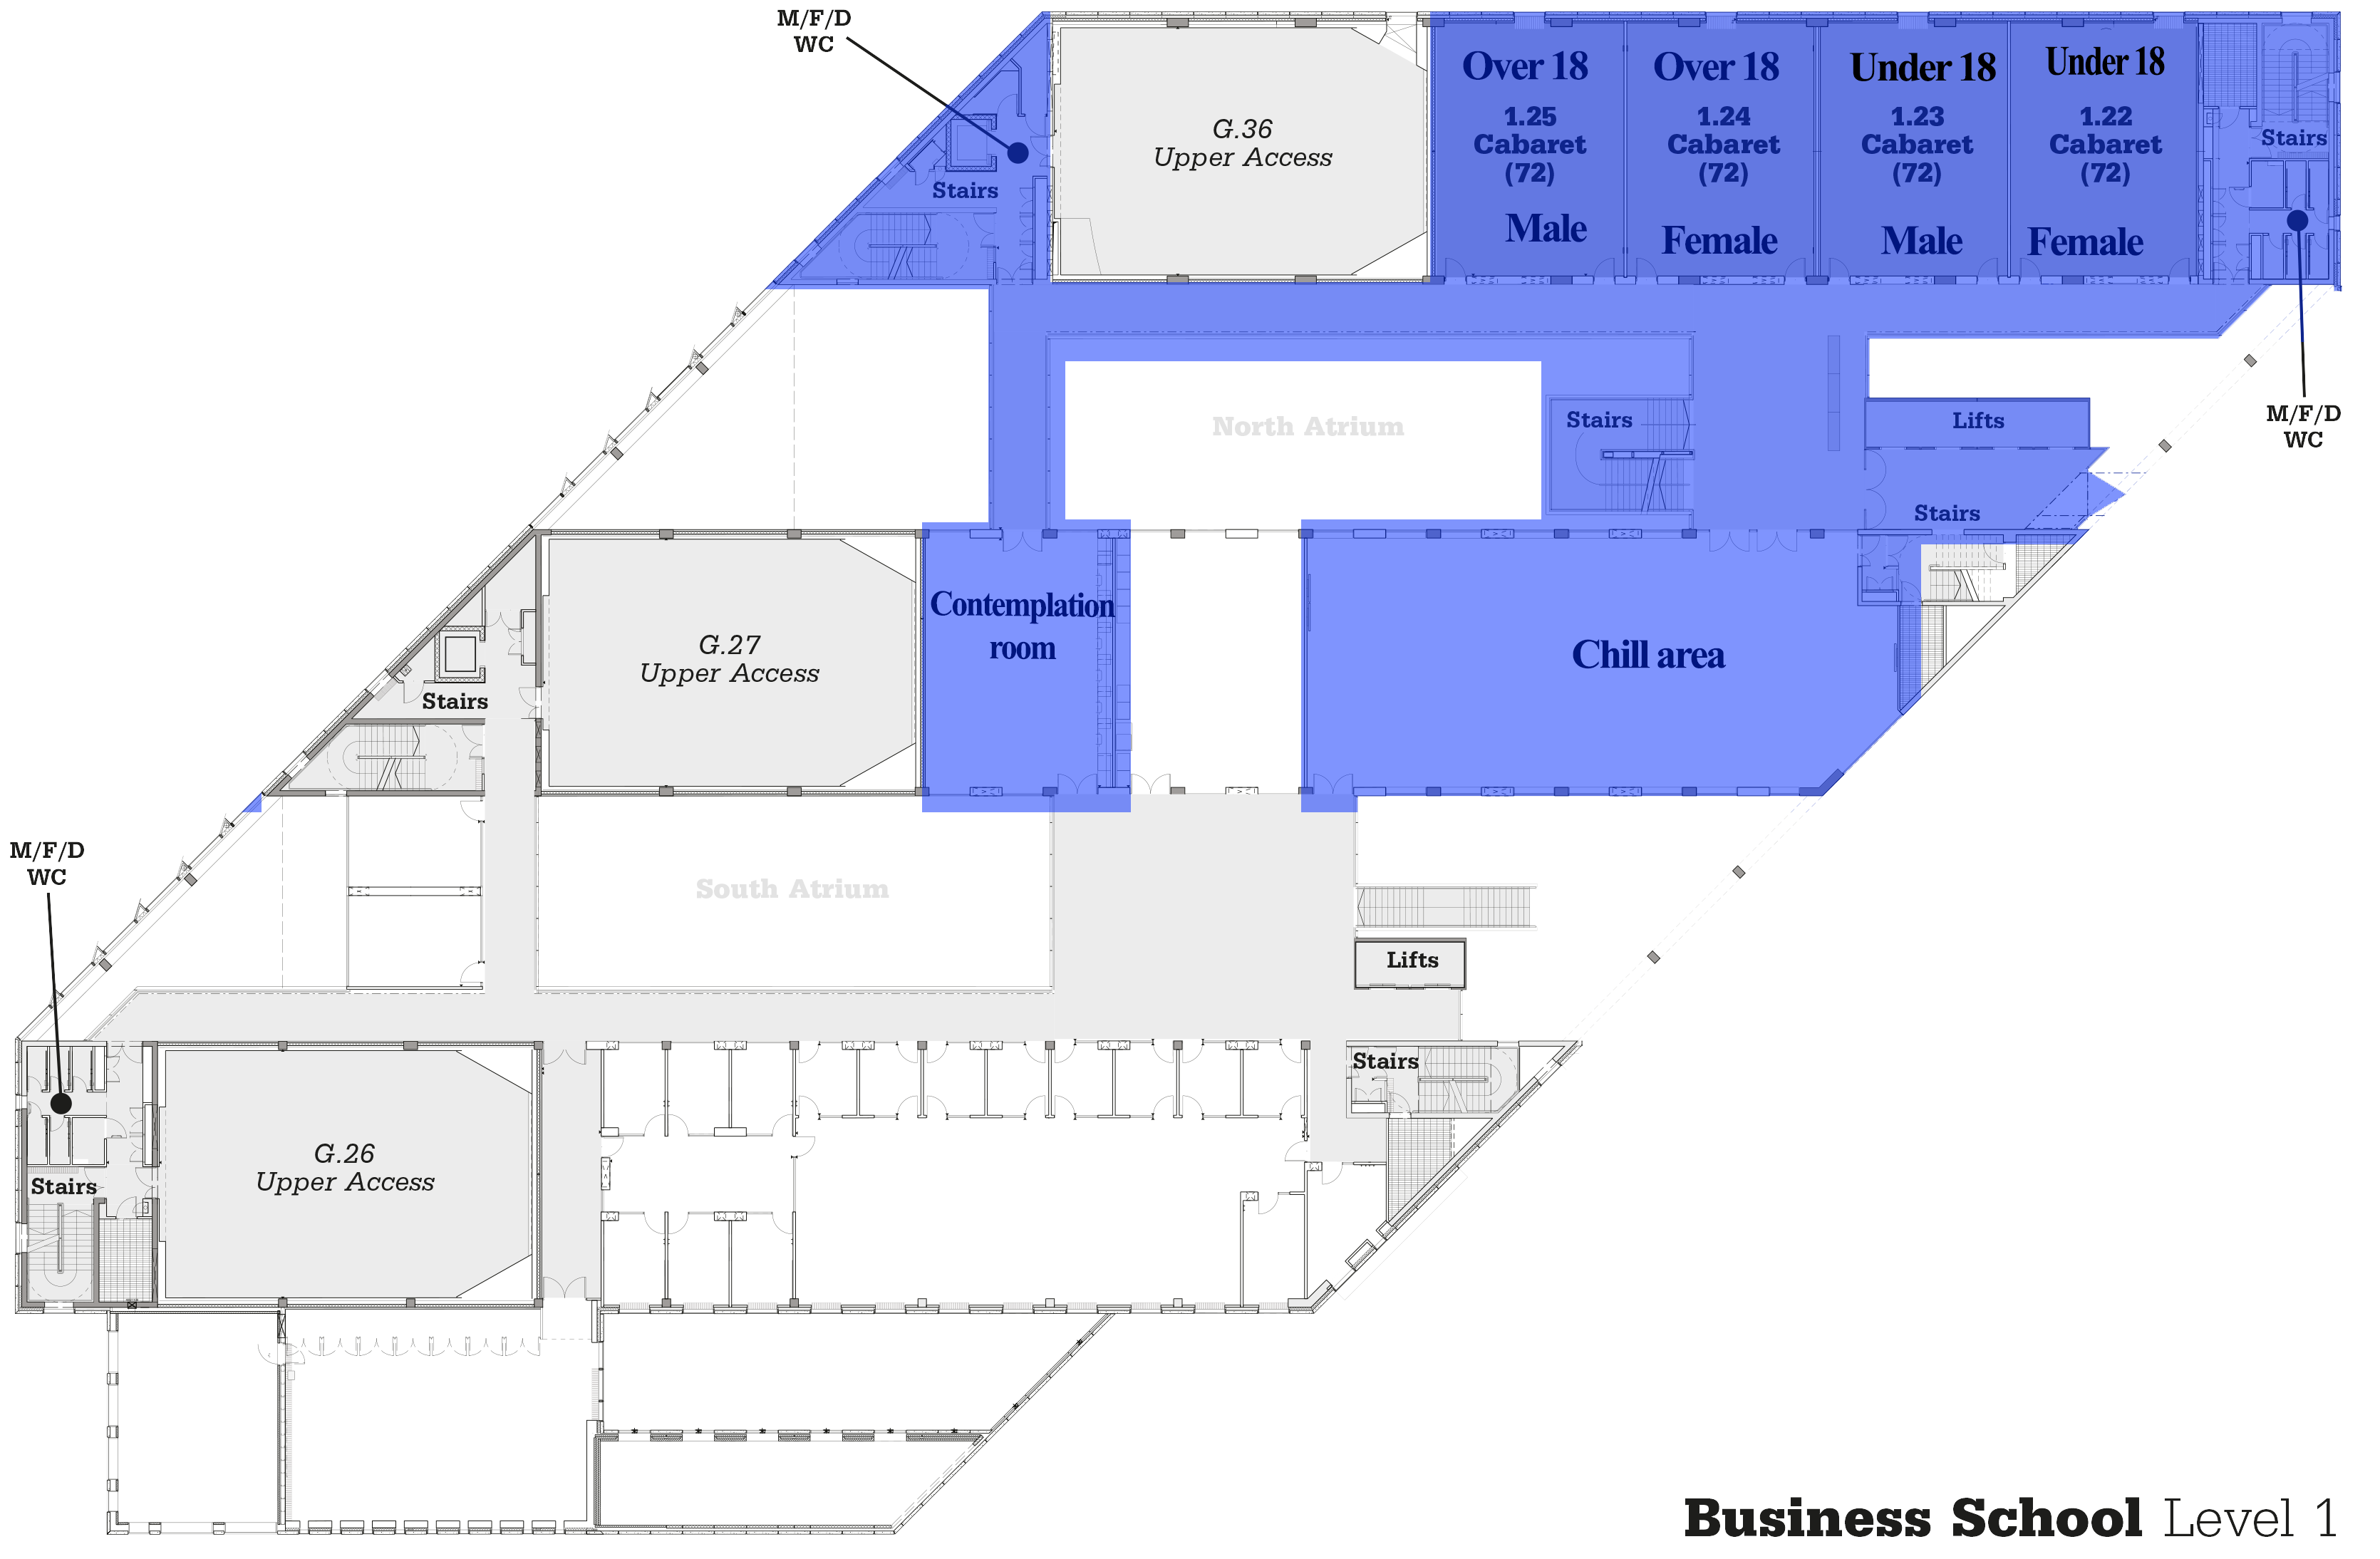 M/F/D
WC
Over 18
Over 18
Under 18
Under 18
1.25
Cabaret
(72)
1.24
Cabaret
(72)
1.23
Cabaret
(72)
1.22
Cabaret
(72)
Male
Female
Male
Female
G.36
Upper Access
Stairs
Stairs
North Atrium
Stairs
Lifts
M/F/D
WC
Stairs
Contemplation
room
G.27
Upper Access
Chill area
Stairs
M/F/D
WC
South Atrium
Lifts
Stairs
G.26
Upper Access
Stairs
Business School Level 1